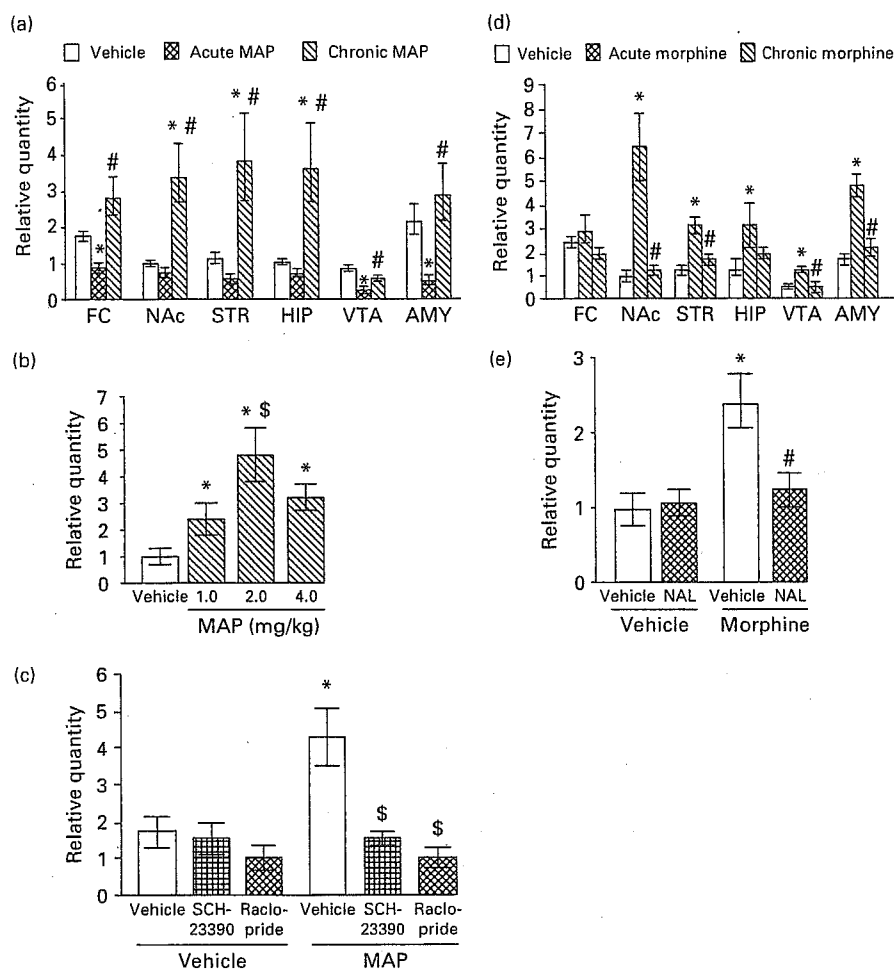 (a)
Vehicle Acute MAP Chronic MAP
Relative quantity
6
5
4
3
2
1
0
* # * # * # * # * # * #
FC NAc STR HIP VTA AMY
(b)
Relative quantity
7
6
5
4
3
2
1
0
* * $ *
Vehicle 1.0 2.0 4.0
MAP (mg/kg)
(c)
Relative quantity
6
5
4
3
2
1
0
* $ $
Vehicle SCH-23390 Raclo-pride Vehicle SCH-23390 Raclo-pride
Vehicle MAP
(d)
Vehicle Acute morphine Chronic morphine
Relative quantity
9
8
7
6
5
4
3
2
1
0
* # * # * * # * #
FC NAc STR HIP VTA AMY
(e)
Relative quantity
3
2
1
0
* #
Vehicle NAL Vehicle NAL
Vehicle Morphine